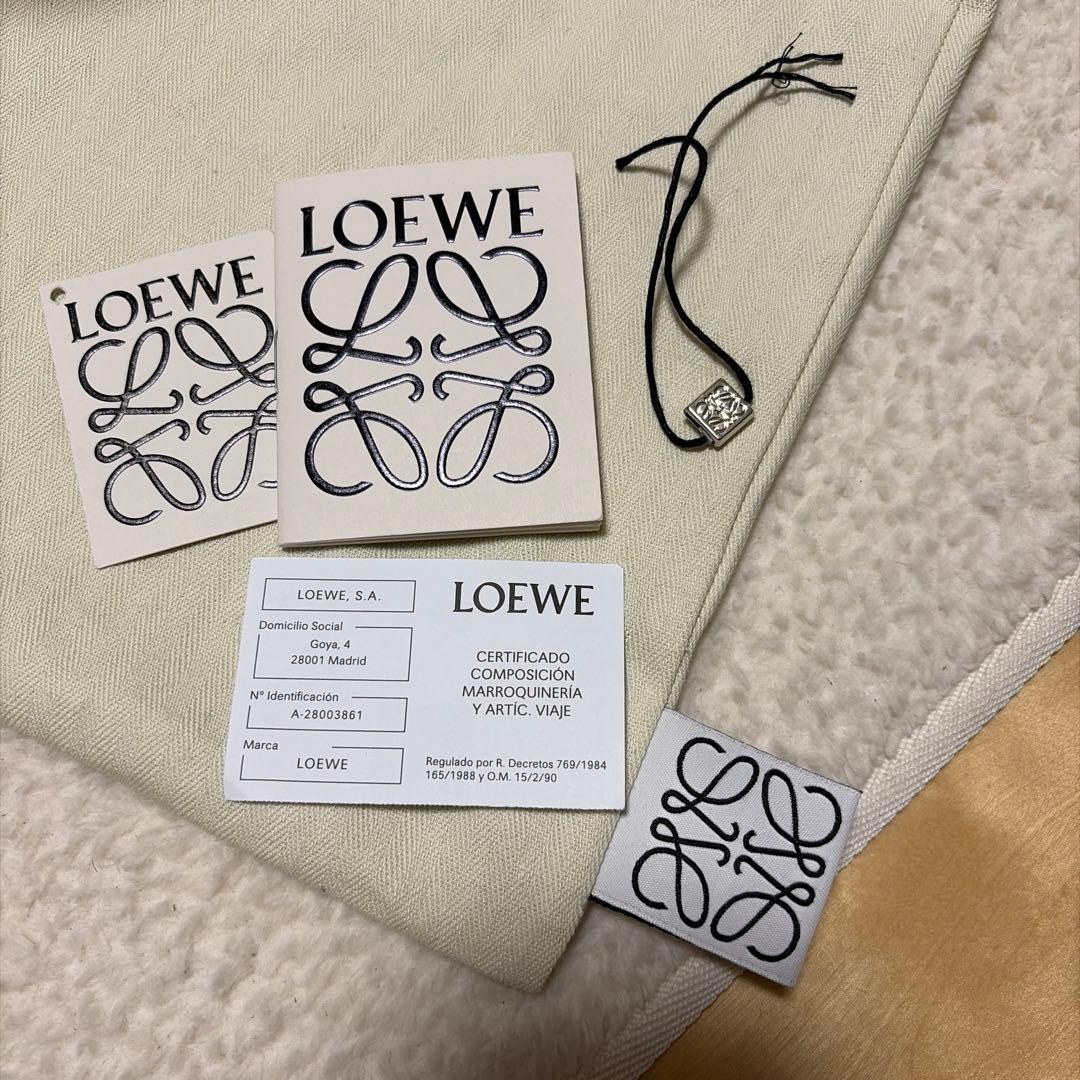 LOEWE
LOEWE
LOEWE, S.A.
Domicilio Social
Goya, 4
28001 Madrid
Nº Identificación
A-28003861
Marca
LOEWE
LOEWE
CERTIFICADO
COMPOSICIÓN
MARROQUINERÍA
Y ARTÍC. VIAJE
Regulado por R. Decretos 769/1984
165/1988 y O.M. 15/2/90